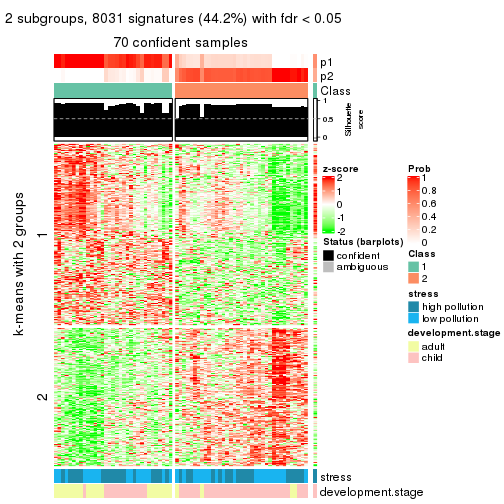 2 subgroups, 8031 signatures (44.2%) with fdr < 0.05
70 confident samples
p1
p2
Class
1
0.5
0
Silhouette
score
k-means with 2 groups
1
2
stress
development.stage
z-score
2
1
0
-1
-2
Status (barplots)
confident
ambiguous
Prob
1
0.8
0.6
0.4
0.2
0
Class
1
2
stress
high pollution
low pollution
development.stage
adult
child